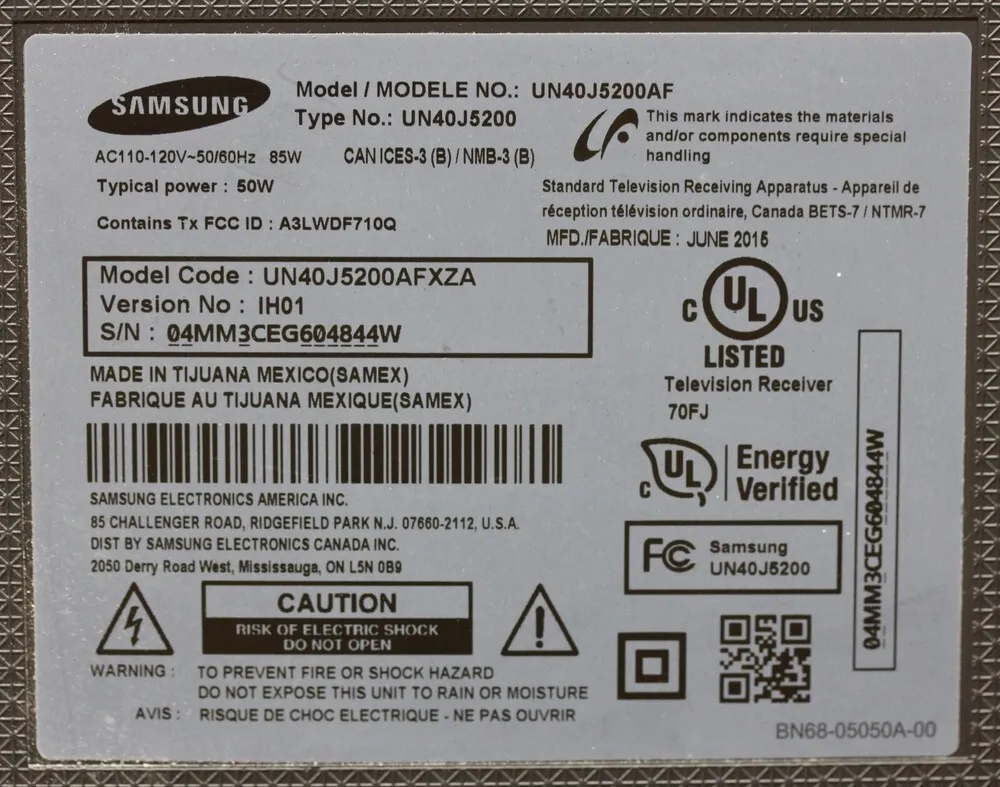 SAMSUNG
Model / MODELE NO.: UN40J5200AF
Type No.: UN40J5200
This mark indicates the materials
and/or components require special
handling
AC110-120V~50/60Hz 85W CAN ICES-3 (B) / NMB-3 (B)
Typical power : 50W
Standard Television Receiving Apparatus - Appareil de
réception télévision ordinaire, Canada BETS-7 / NTMR-7
Contains Tx FCC ID : A3LWDF710Q
MFD./FABRIQUE : JUNE 2015
Model Code : UN40J5200AFXZA
Version No : IH01
S/N : 04MM3CEG604844W
C UL US
LISTED
Television Receiver
70FJ
MADE IN TIJUANA MEXICO(SAMEX)
FABRIQUE AU TIJUANA MEXIQUE(SAMEX)
C UL Energy
Verified
SAMSUNG ELECTRONICS AMERICA INC.
85 CHALLENGER ROAD, RIDGEFIELD PARK N.J. 07660-2112, U.S.A.
DIST BY SAMSUNG ELECTRONICS CANADA INC.
2050 Derry Road West, Mississauga, ON L5N 0B9
FC Samsung
UN40J5200
04MM3CEG604844W
CAUTION
RISK OF ELECTRIC SHOCK
DO NOT OPEN
WARNING : TO PREVENT FIRE OR SHOCK HAZARD
DO NOT EXPOSE THIS UNIT TO RAIN OR MOISTURE
AVIS : RISQUE DE CHOC ELECTRIQUE - NE PAS OUVRIR
BN68-05050A-00